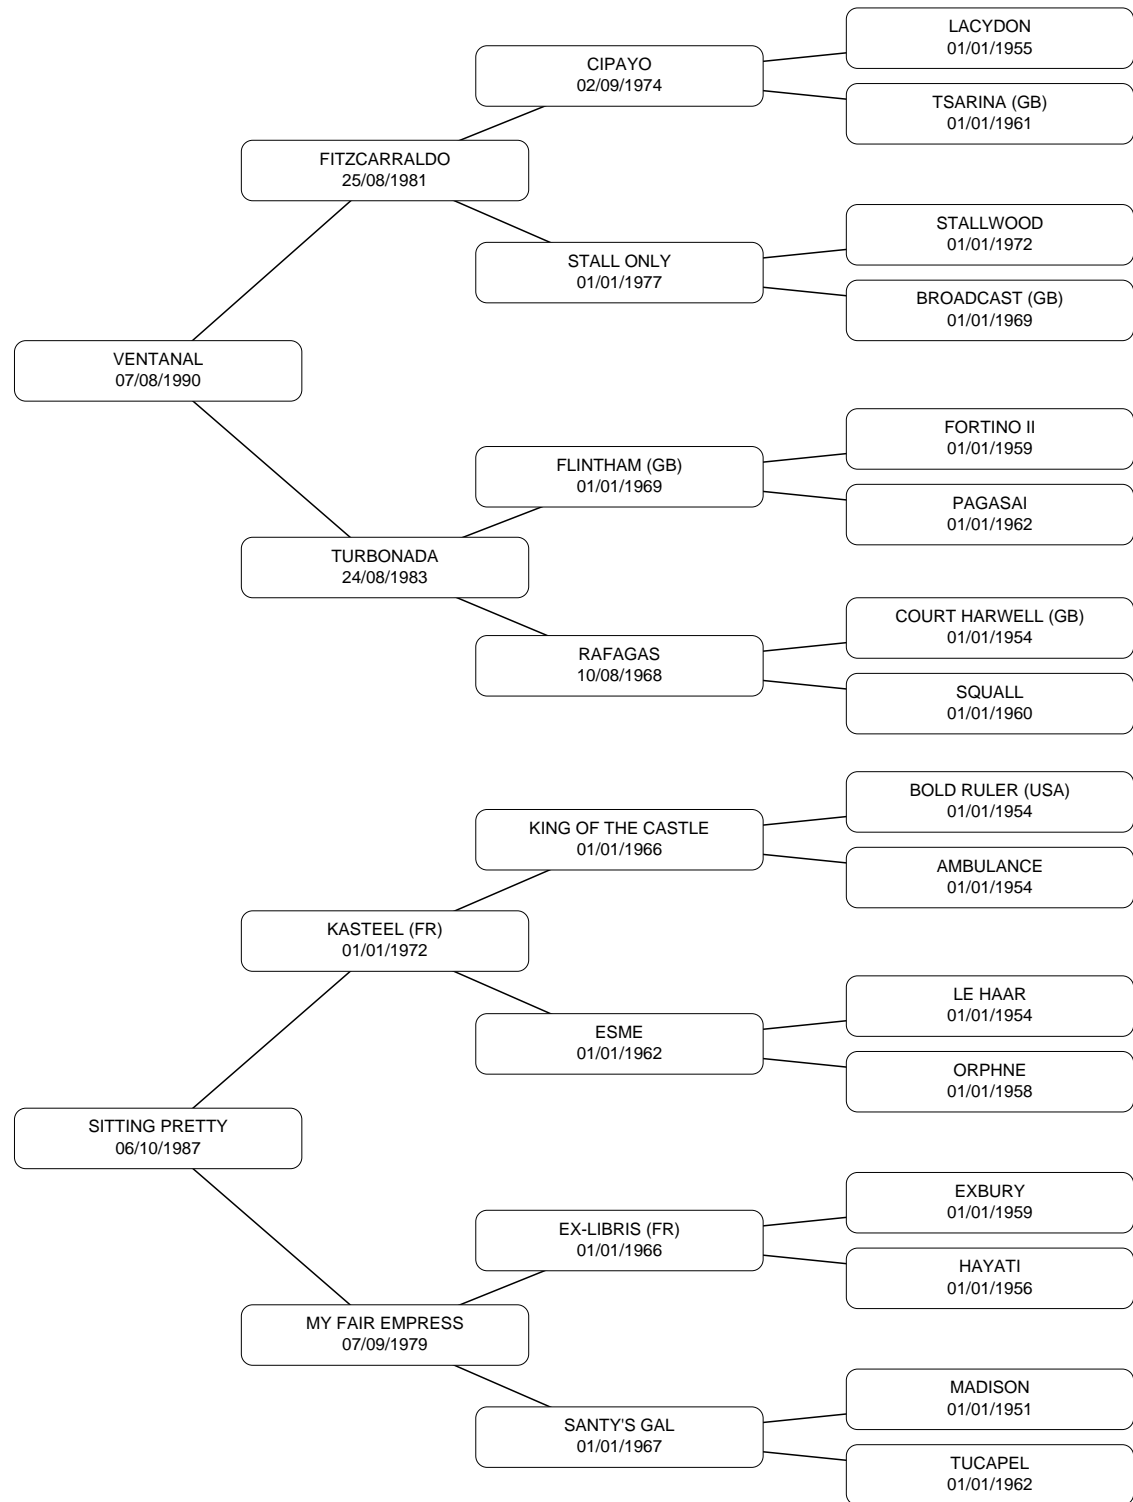 LACYDON
01/01/1955
CIPAYO
02/09/1974
TSARINA (GB)
01/01/1961
FITZCARRALDO
25/08/1981
STALLWOOD
01/01/1972
STALL ONLY
01/01/1977
BROADCAST (GB)
01/01/1969
VENTANAL
07/08/1990
FORTINO II
01/01/1959
FLINTHAM (GB)
01/01/1969
PAGASAI
01/01/1962
TURBONADA
24/08/1983
COURT HARWELL (GB)
01/01/1954
RAFAGAS
10/08/1968
SQUALL
01/01/1960
BOLD RULER (USA)
01/01/1954
KING OF THE CASTLE
01/01/1966
AMBULANCE
01/01/1954
KASTEEL (FR)
01/01/1972
LE HAAR
01/01/1954
ESME
01/01/1962
ORPHNE
01/01/1958
SITTING PRETTY
06/10/1987
EXBURY
01/01/1959
EX-LIBRIS (FR)
01/01/1966
HAYATI
01/01/1956
MY FAIR EMPRESS
07/09/1979
MADISON
01/01/1951
SANTY'S GAL
01/01/1967
TUCAPEL
01/01/1962